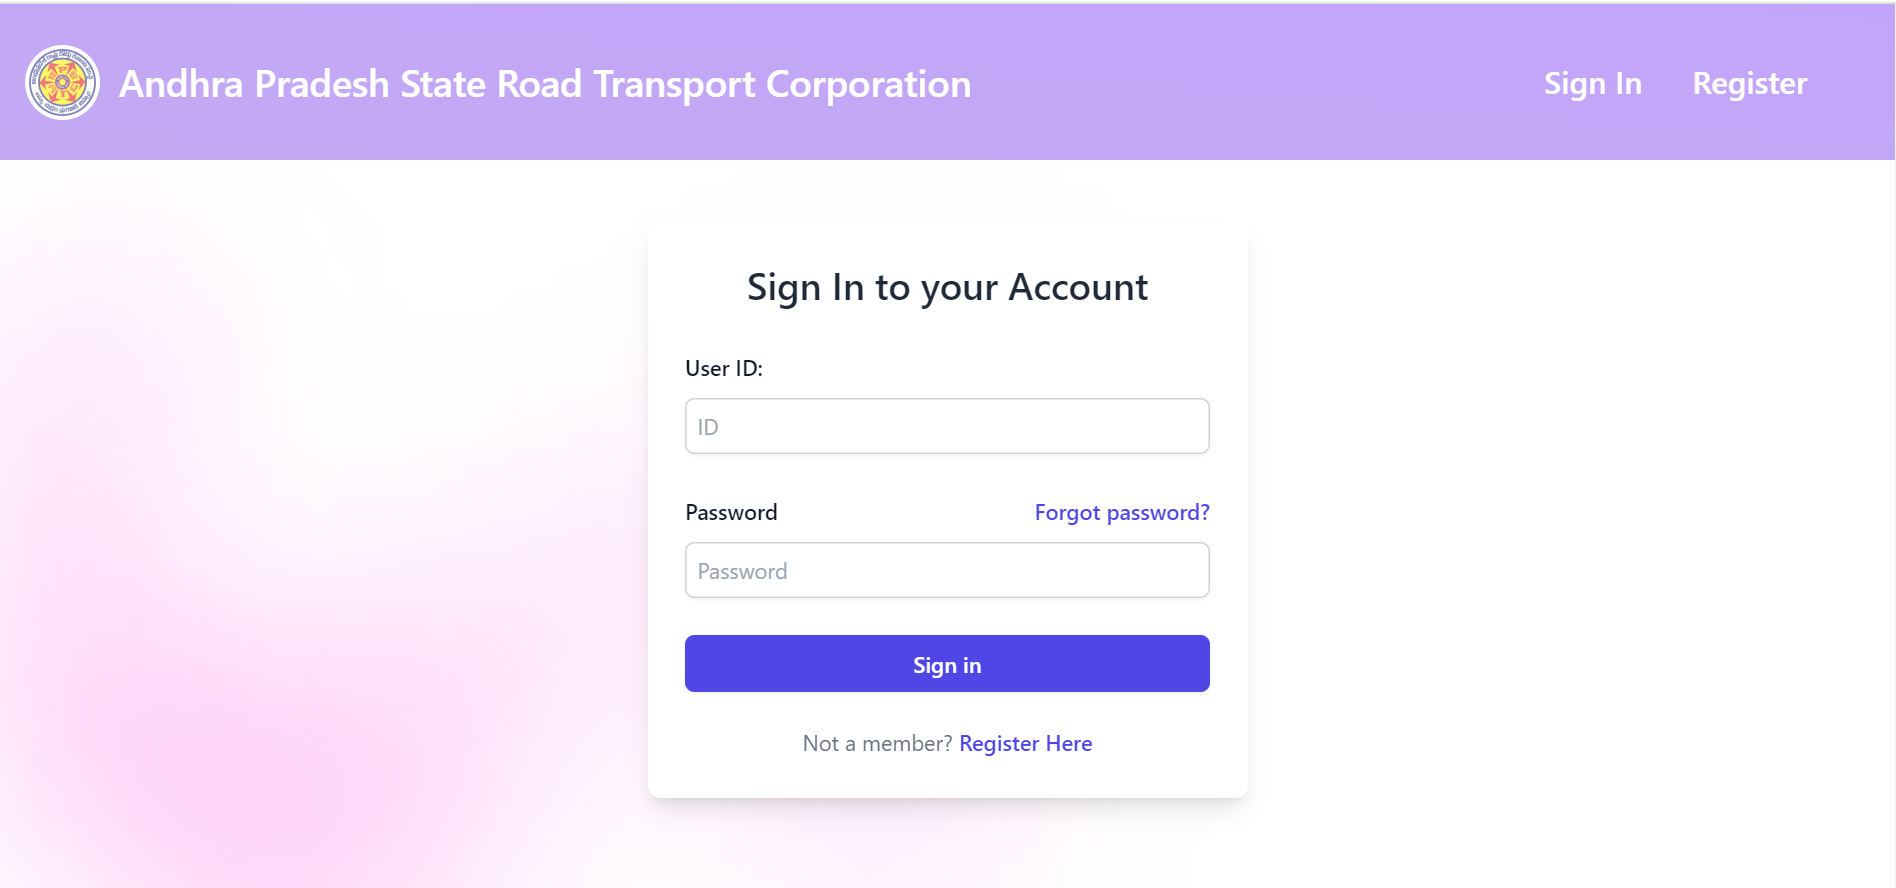 Andhra Pradesh State Road Transport Corporation
Sign In
Register
Sign In to your Account
User ID:
ID
Password
Forgot password?
Password
Sign in
Not a member? Register Here